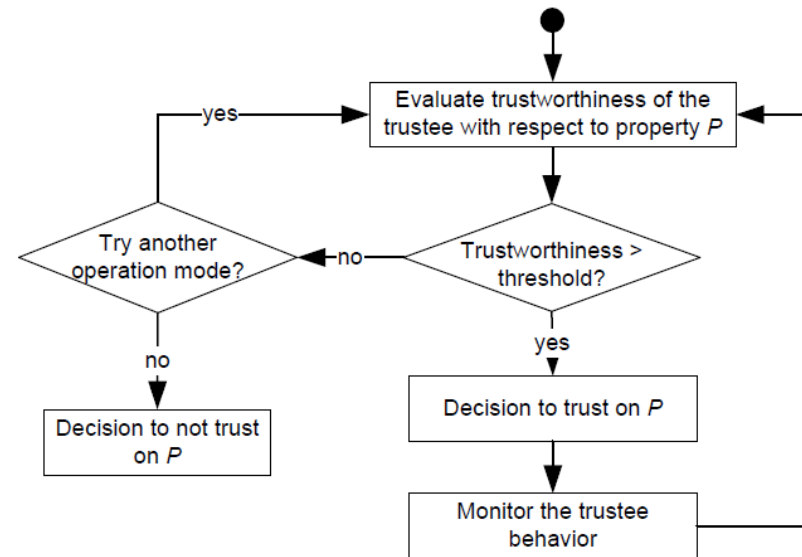 Evaluate trustworthiness of the
trustee with respect to property P
yes
Try another
operation mode?
no
Trustworthiness >
threshold?
yes
no
Decision to not trust
on P
Decision to trust on P
Monitor the trustee
behavior